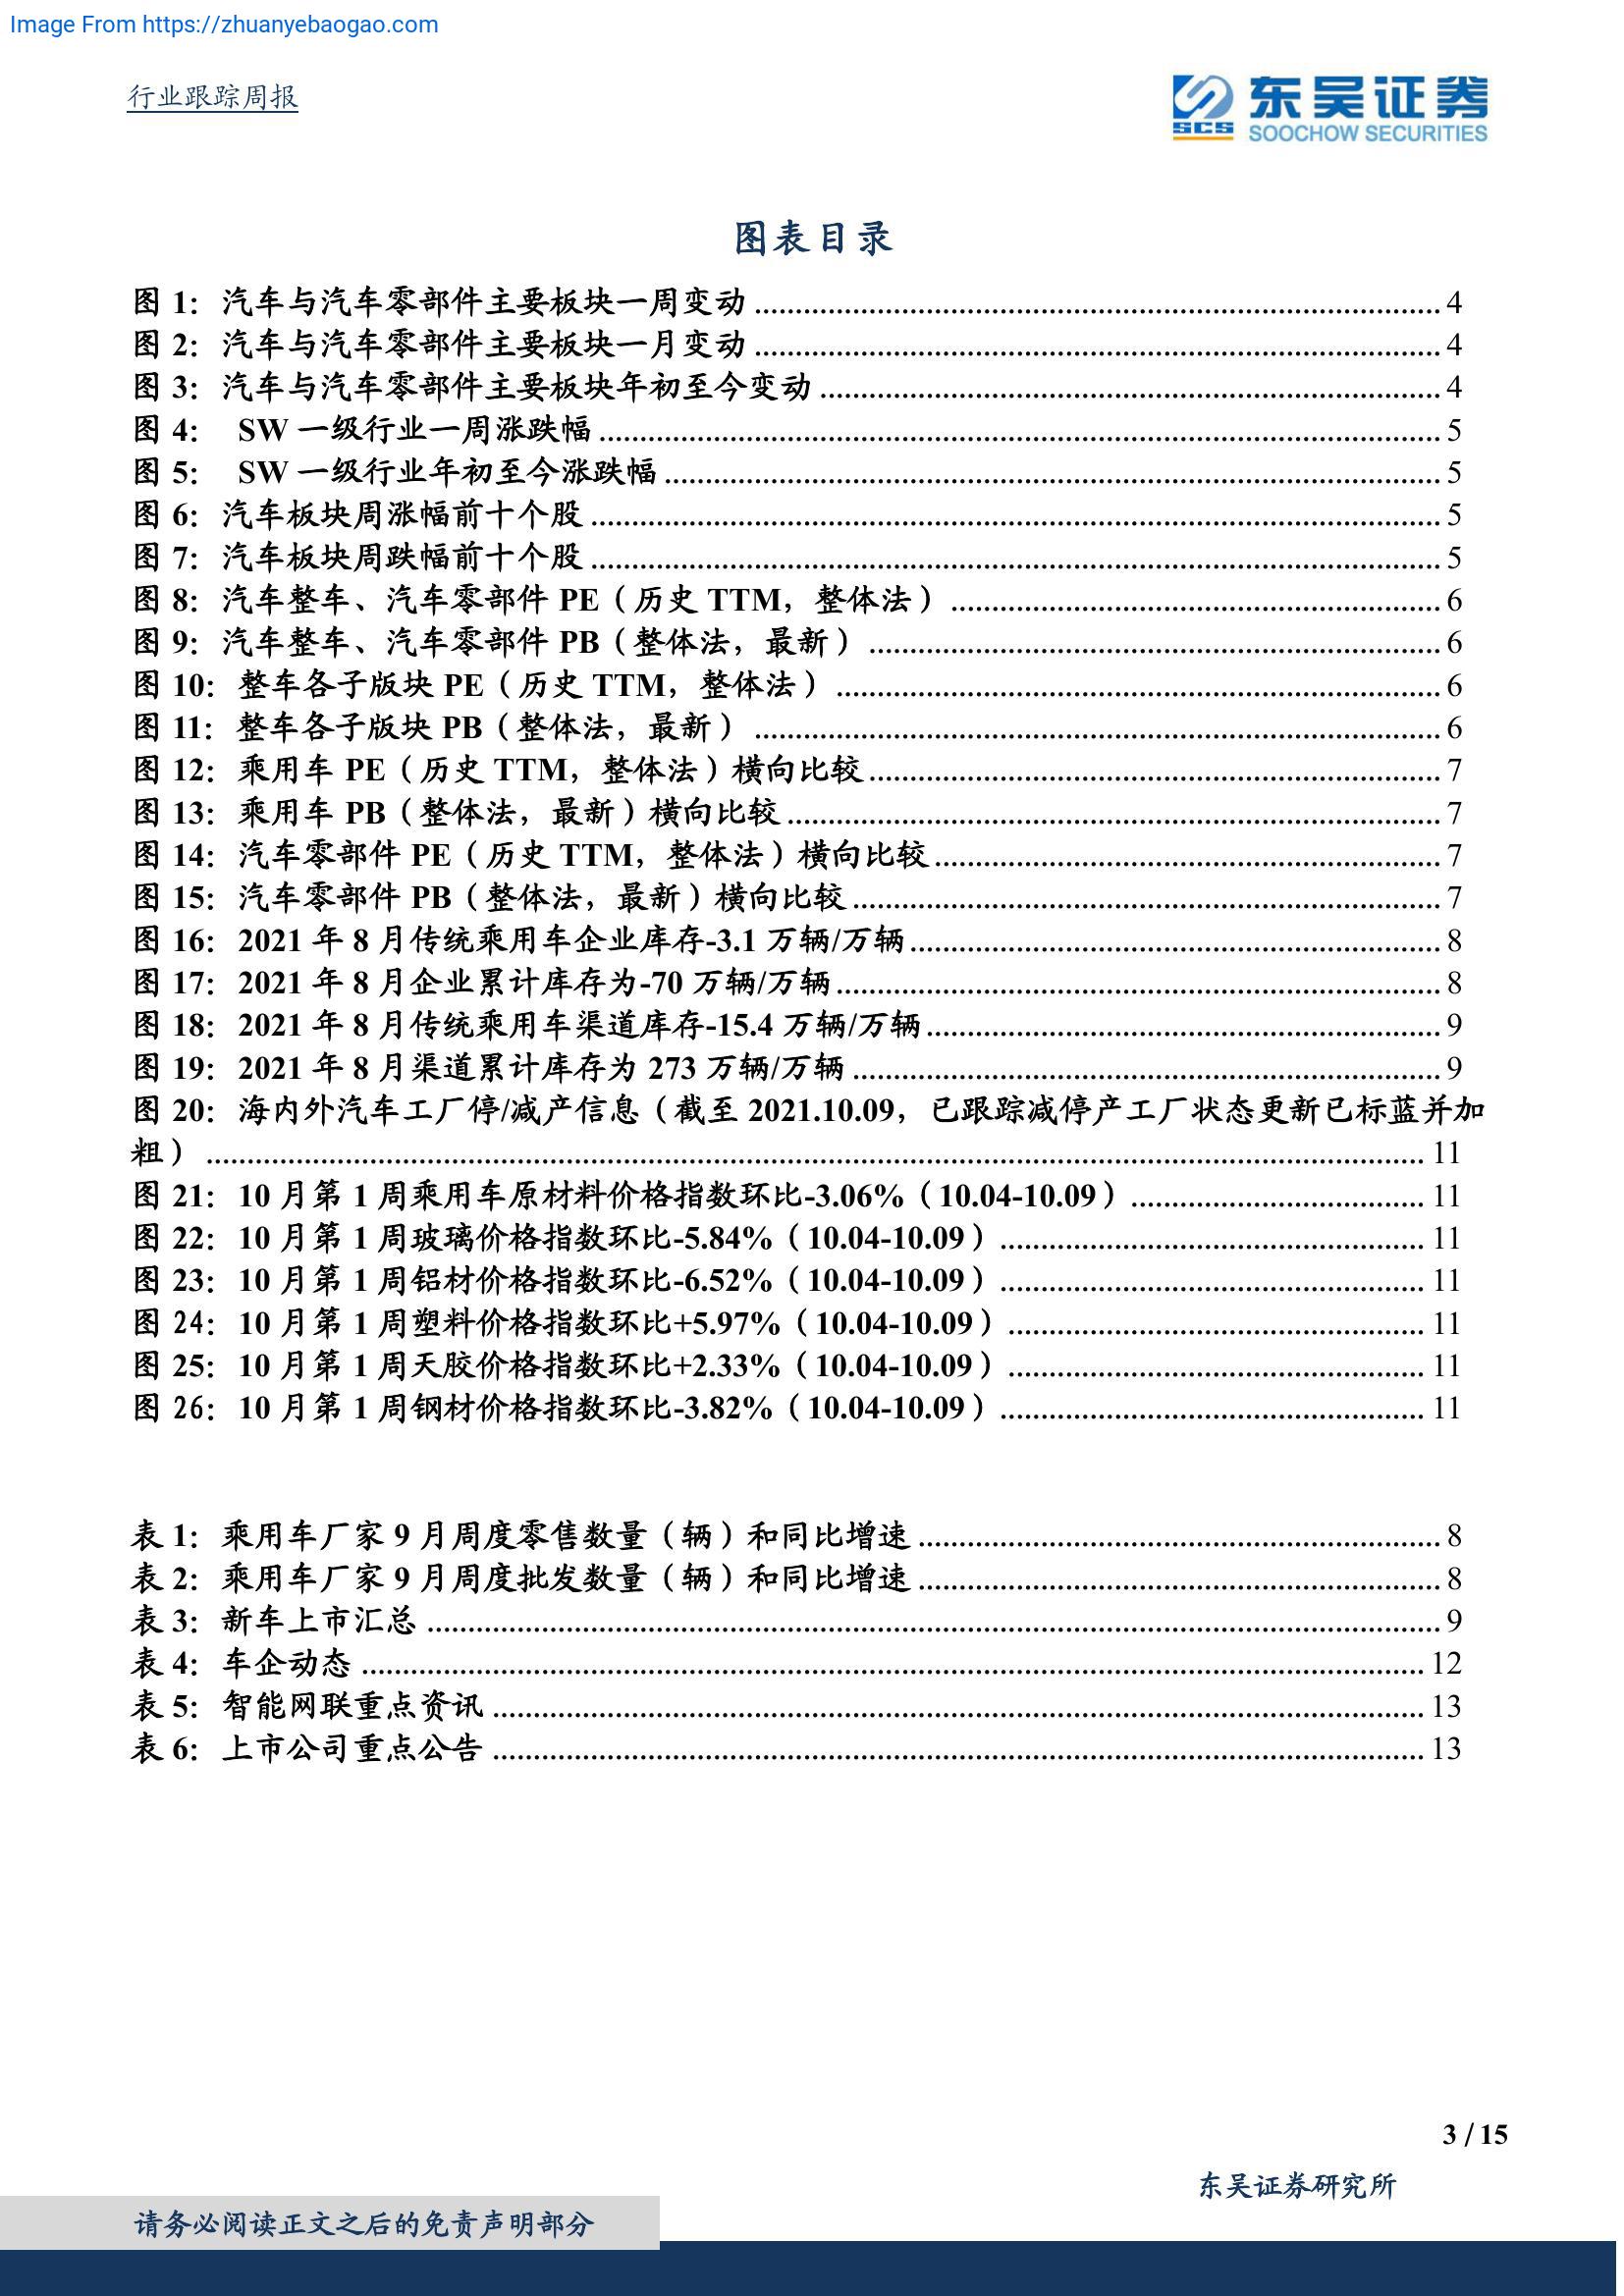 Image From https://zhuanyebaogao.com
行业跟踪周报
SCS 东吴证券
SOOCHOW SECURITIES
图表目录
图 1: 汽车与汽车零部件主要板块一周变动 ........ 4
图 2: 汽车与汽车零部件主要板块一月变动 ........ 4
图 3: 汽车与汽车零部件主要板块年初至今变动 ........ 4
图 4: SW 一级行业一周涨跌幅 ........ 5
图 5: SW 一级行业年初至今涨跌幅 ........ 5
图 6: 汽车板块周涨幅前十个股 ........ 5
图 7: 汽车板块周跌幅前十个股 ........ 5
图 8: 汽车整车、汽车零部件 PE（历史 TTM，整体法） ........ 6
图 9: 汽车整车、汽车零部件 PB（整体法，最新） ........ 6
图 10: 整车各子版块 PE（历史 TTM，整体法） ........ 6
图 11: 整车各子版块 PB（整体法，最新） ........ 6
图 12: 乘用车 PE（历史 TTM，整体法）横向比较 ........ 7
图 13: 乘用车 PB（整体法，最新）横向比较 ........ 7
图 14: 汽车零部件 PE（历史 TTM，整体法）横向比较 ........ 7
图 15: 汽车零部件 PB（整体法，最新）横向比较 ........ 7
图 16: 2021 年 8 月传统乘用车企业库存-3.1 万辆/万辆 ........ 8
图 17: 2021 年 8 月企业累计库存为-70 万辆/万辆 ........ 8
图 18: 2021 年 8 月传统乘用车渠道库存-15.4 万辆/万辆 ........ 9
图 19: 2021 年 8 月渠道累计库存为 273 万辆/万辆 ........ 9
图 20: 海内外汽车工厂停/减产信息（截至 2021.10.09，已跟踪减停产工厂状态更新已标蓝并加
粗） ........ 11
图 21: 10 月第 1 周乘用车原材料价格指数环比-3.06%（10.04-10.09） ........ 11
图 22: 10 月第 1 周玻璃价格指数环比-5.84%（10.04-10.09） ........ 11
图 23: 10 月第 1 周铝材价格指数环比-6.52%（10.04-10.09） ........ 11
图 24: 10 月第 1 周塑料价格指数环比+5.97%（10.04-10.09） ........ 11
图 25: 10 月第 1 周天胶价格指数环比+2.33%（10.04-10.09） ........ 11
图 26: 10 月第 1 周钢材价格指数环比-3.82%（10.04-10.09） ........ 11
表 1: 乘用车厂家 9 月周度零售数量（辆）和同比增速 ........ 8
表 2: 乘用车厂家 9 月周度批发数量（辆）和同比增速 ........ 8
表 3: 新车上市汇总 ........ 9
表 4: 车企动态 ........ 12
表 5: 智能网联重点资讯 ........ 13
表 6: 上市公司重点公告 ........ 13
3 / 15
东吴证券研究所
请务必阅读正文之后的免责声明部分